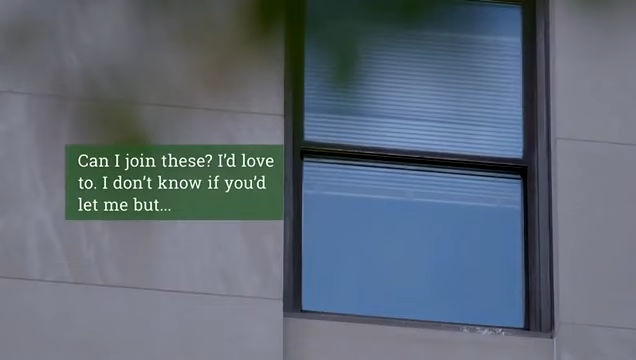 Can I join these? I’d love
to. I don’t know if you’d
let me but...